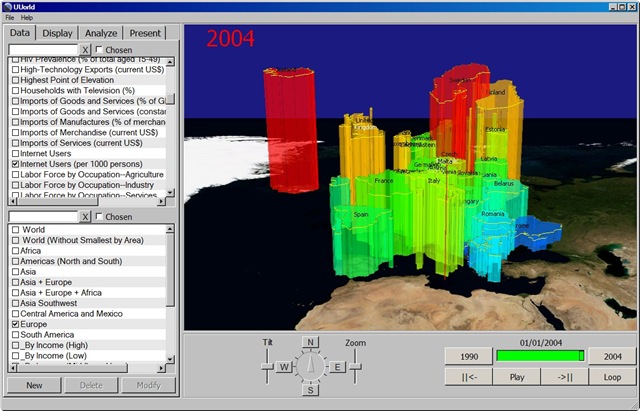 UUorld
File Help
Data Display Analyze Present
X Chosen
HIV Prevalence (% of total aged 15-49)
High-Technology Exports (current US$)
Highest Point of Elevation
Households with Television (%)
Imports of Goods and Services (% of G
Imports of Goods and Services (constan
Imports of Manufactures (% of merchan
Imports of Merchandise (current US$)
Imports of Services (current US$)
Internet Users
Internet Users (per 1000 persons)
Labor Force by Occupation--Agriculture
Labor Force by Occupation--Industry
Labor Force by Occupation--Services
X Chosen
World
World (Without Smallest by Area)
Africa
Americas (North and South)
Asia
Asia + Europe
Asia + Europe + Africa
Asia Southwest
Central America and Mexico
Europe
South America
_By Income (High)
_By Income (Low)
New Delete Modify
2004
Sweden
Finland
United
Kingdom
Estonia
Czech
Malta
Latvia
Germany
France
Italy
Slovenia
Belarus
Spain
Romania
Tilt N Zoom
W E
S
01/01/2004
1990 2004
||<- Play ->|| Loop